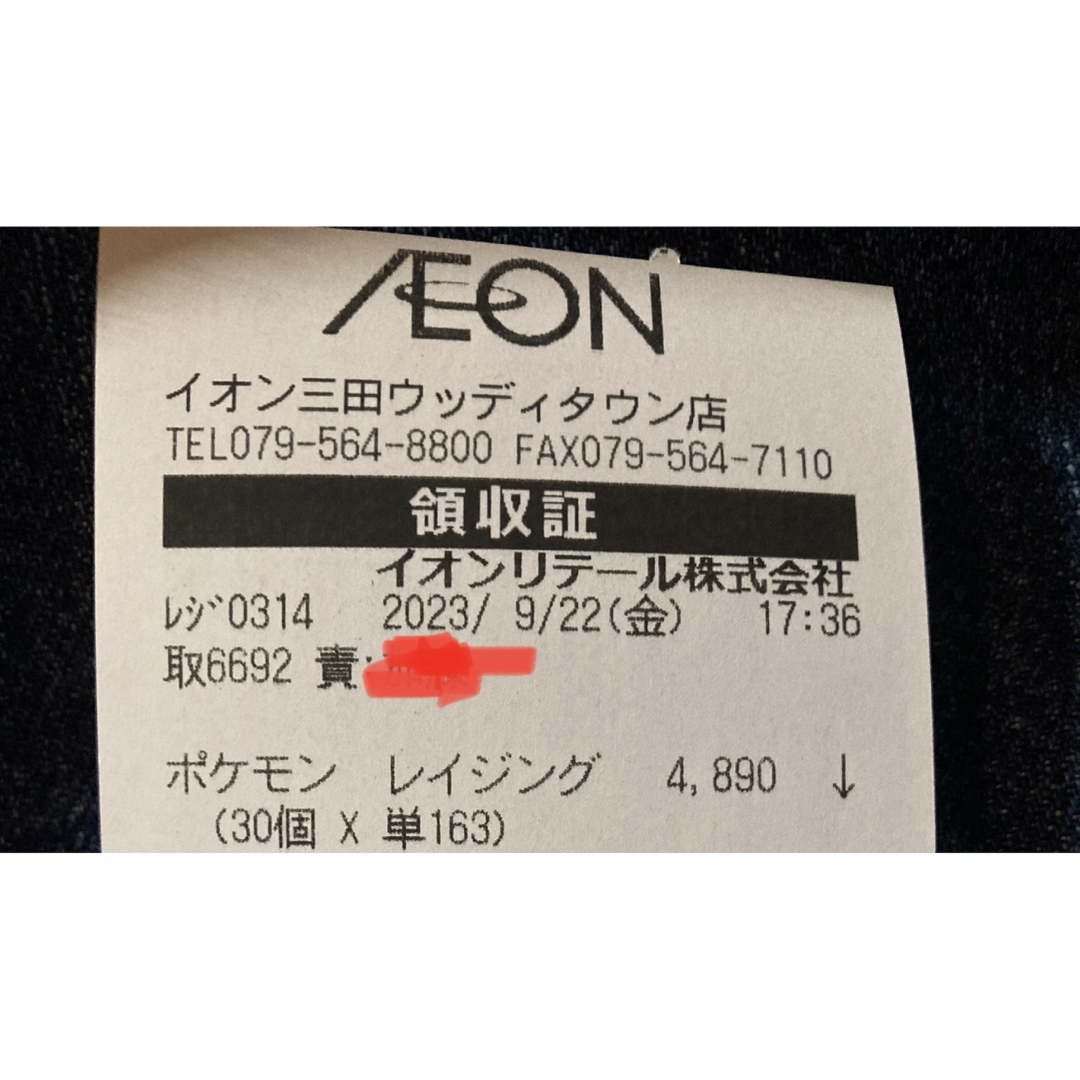 ÆON
イオン三田ウッディタウン店
TEL079-564-8800 FAX079-564-7110
領収証
イオンリテール株式会社
ﾚｼﾞ0314 2023/ 9/22(金) 17:36
取6692 責:
ポケモン レイジング 4,890 ↓
(30個 X 単163)